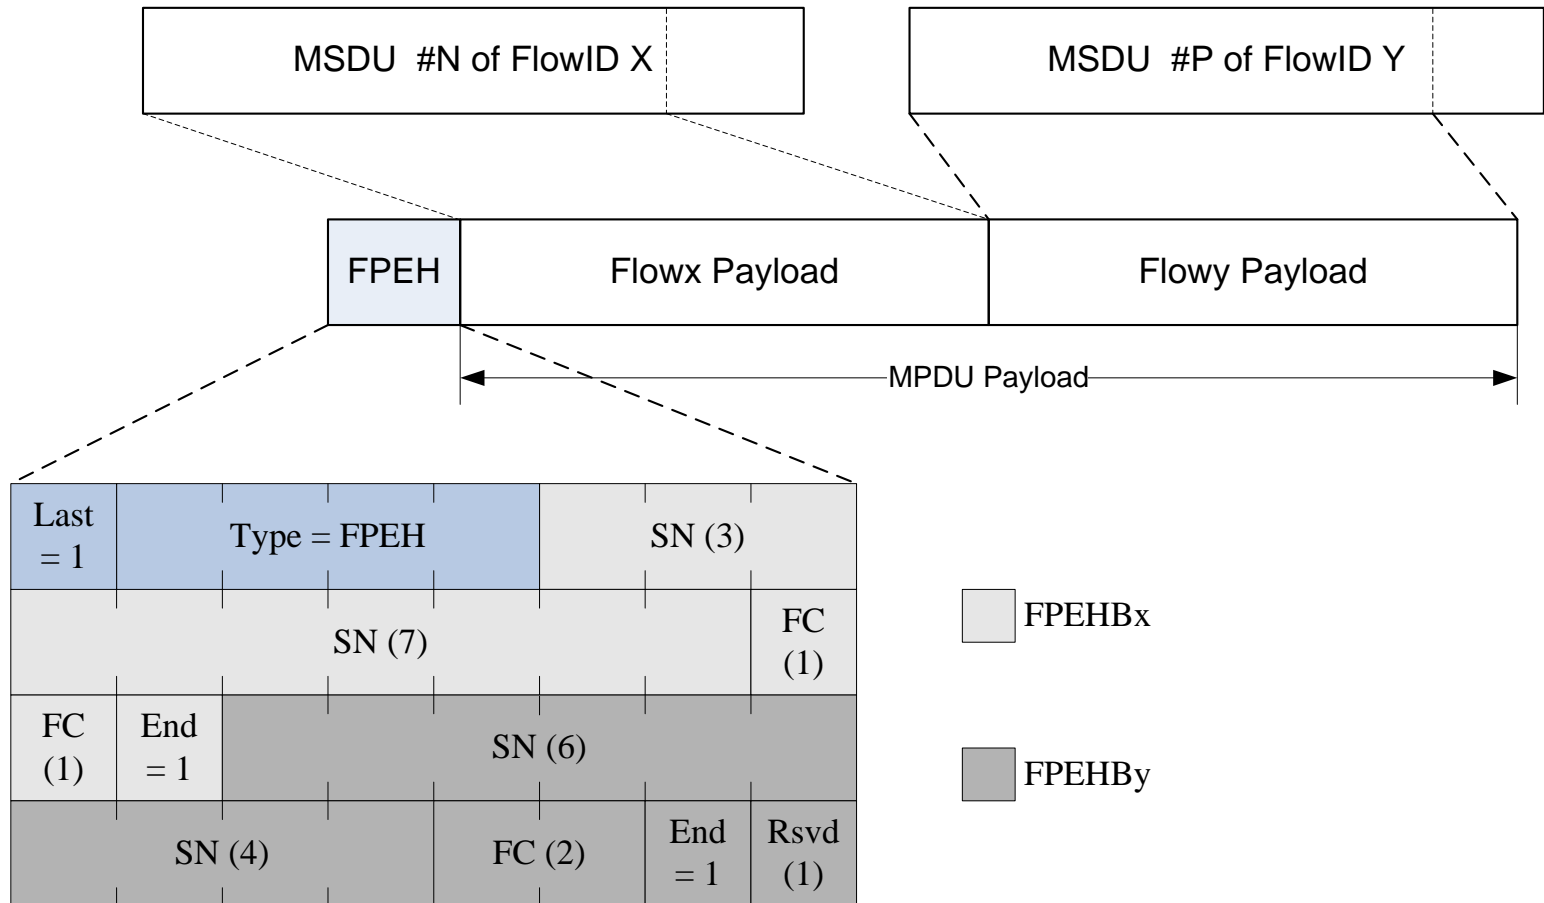 MSDU #N of FlowID X
MSDU #P of FlowID Y
FPEH
Flowx Payload
Flowy Payload
MPDU Payload
Last
= 1
Type = FPEH
SN (3)
SN (7)
FC
(1)
FPEHBx
FC
(1)
End
= 1
SN (6)
FPEHBy
SN (4)
FC (2)
End
= 1
Rsvd
(1)